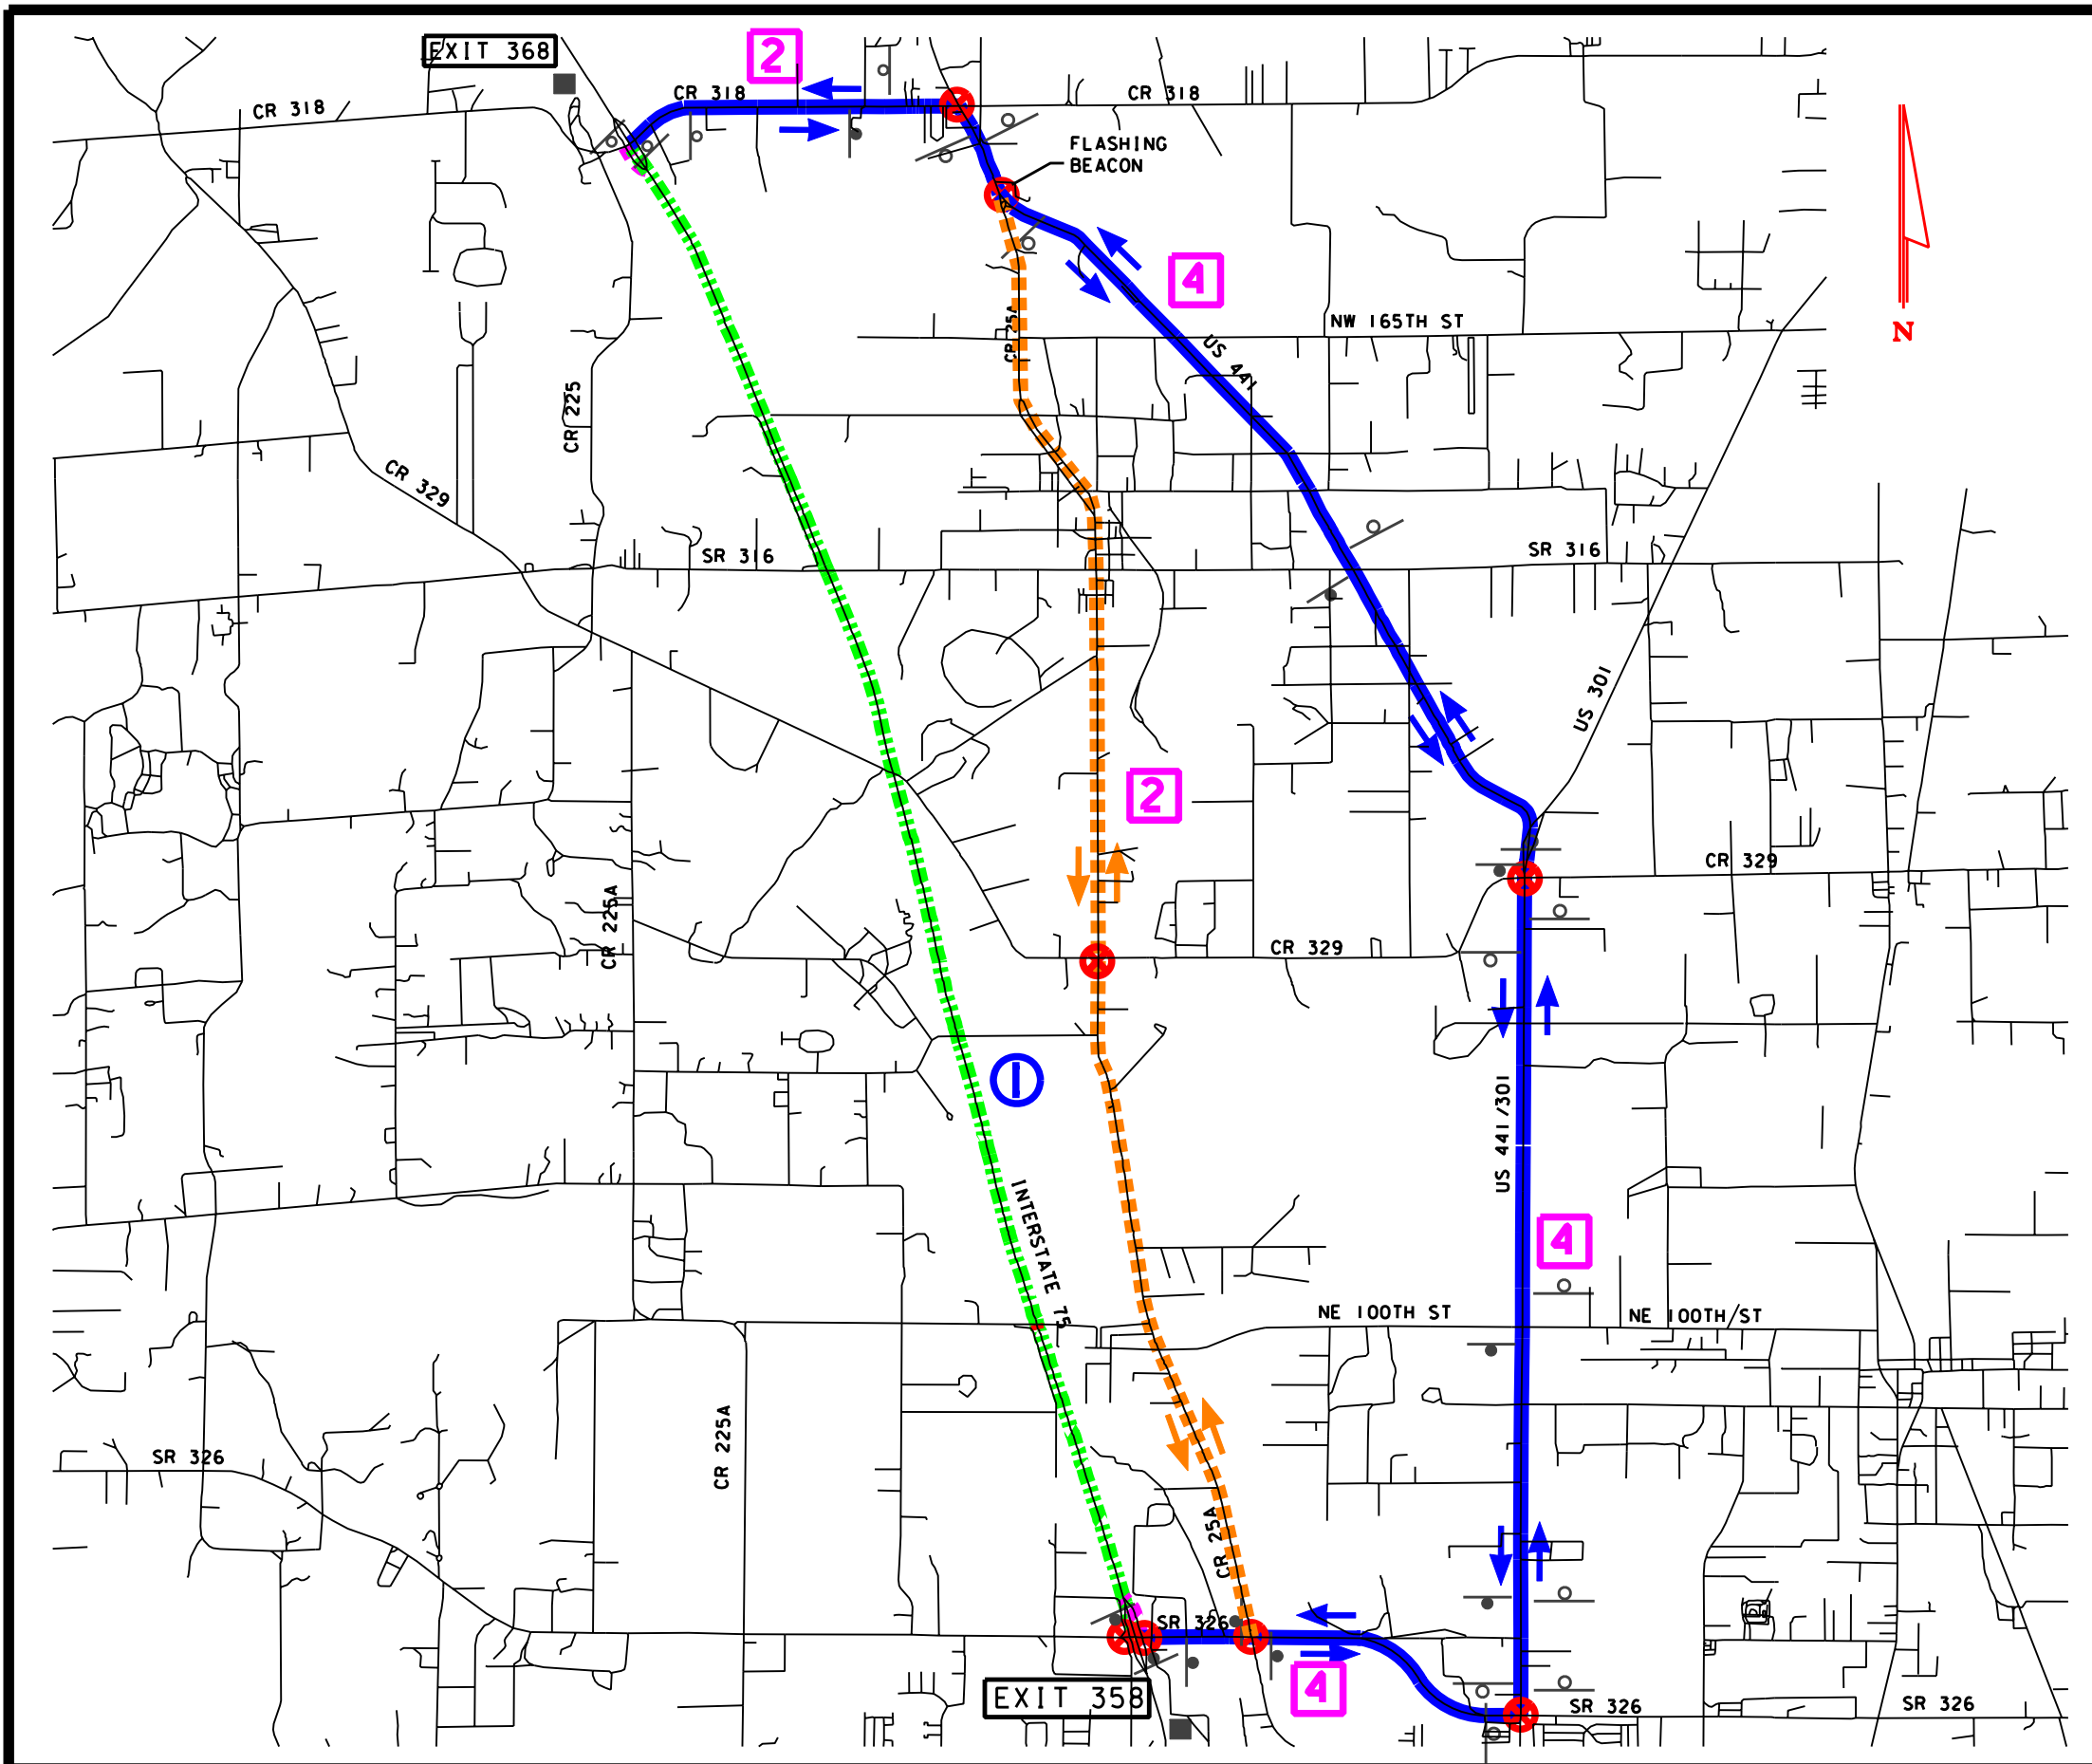 EXIT 368
2
CR 318
CR 318
CR 318
FLASHING
BEACON
4
N
NW 165TH ST
CR 25A
US 441
CR 225
CR 329
SR 316
SR 316
US 301
2
CR 329
CR 225A
CR 329
1
US 441/301
INTERSTATE 75
4
NE 100TH ST
NE 100TH ST
CR 225A
SR 326
CR 25A
SR 326
4
EXIT 358
SR 326
SR 326